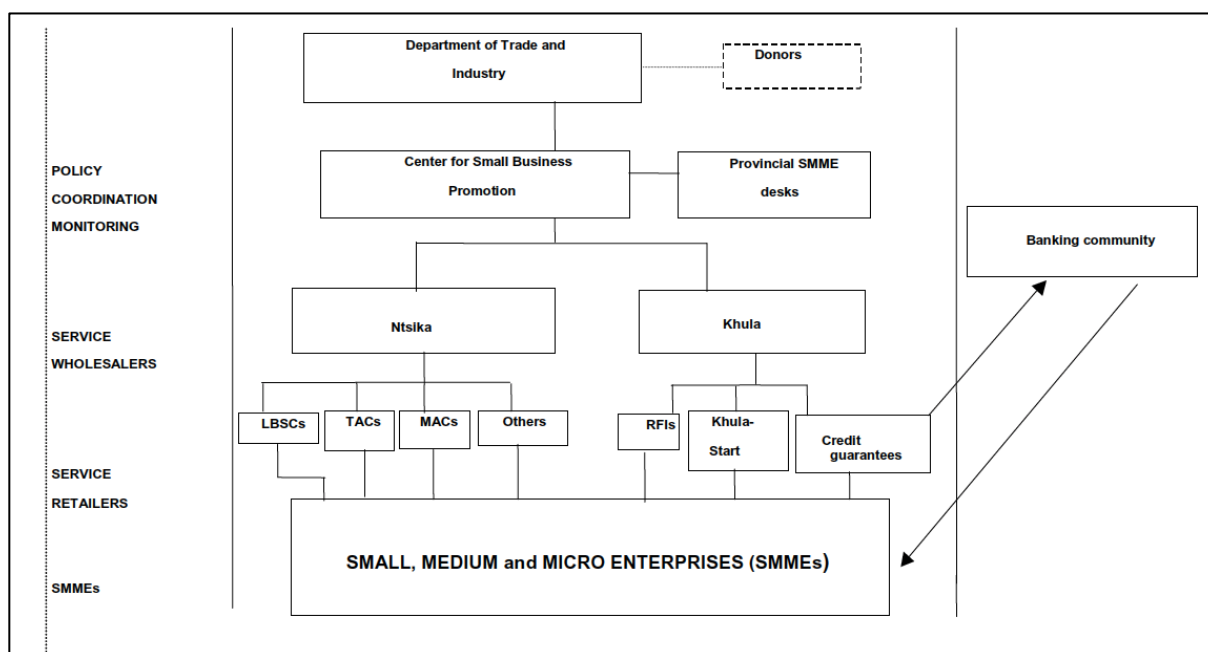 Department of Trade and
Industry
Donors
Center for Small Business
Promotion
Provincial SMME
desks
POLICY
COORDINATION
MONITORING
Banking community
Ntsika
Khula
SERVICE
WHOLESALERS
LBSCs
TACs
MACs
Others
RFIs
Khula-
Start
Credit
guarantees
SERVICE
RETAILERS
SMALL, MEDIUM and MICRO ENTERPRISES (SMMEs)
SMMEs